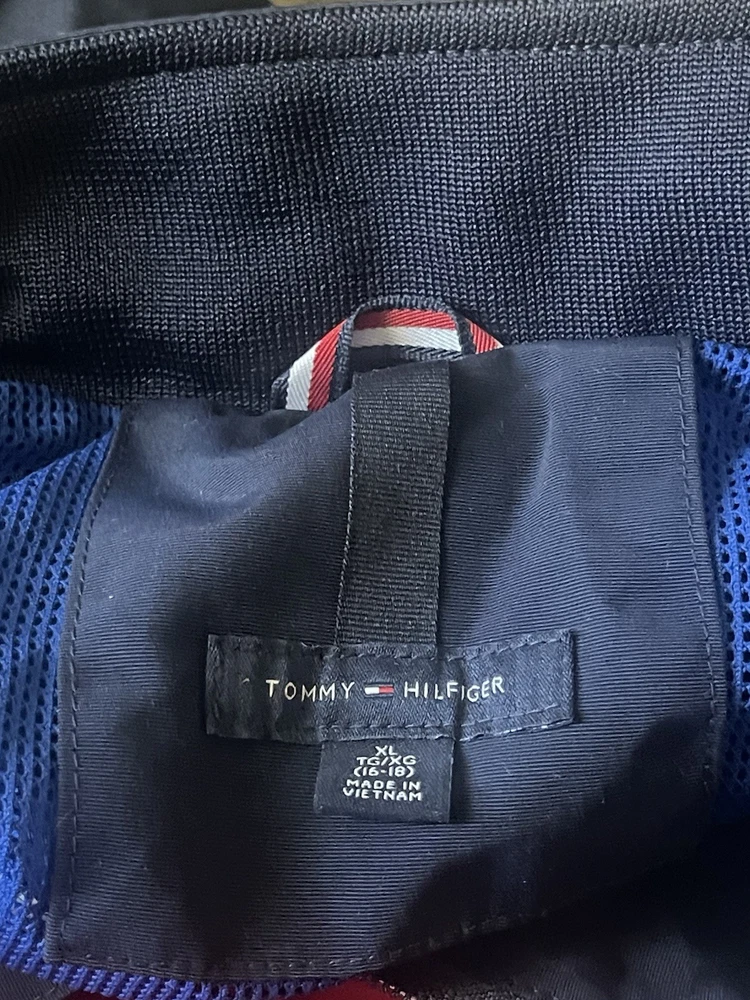 TOMMY HILFIGER
XL
TG/XG
(16-18)
MADE IN
VIETNAM